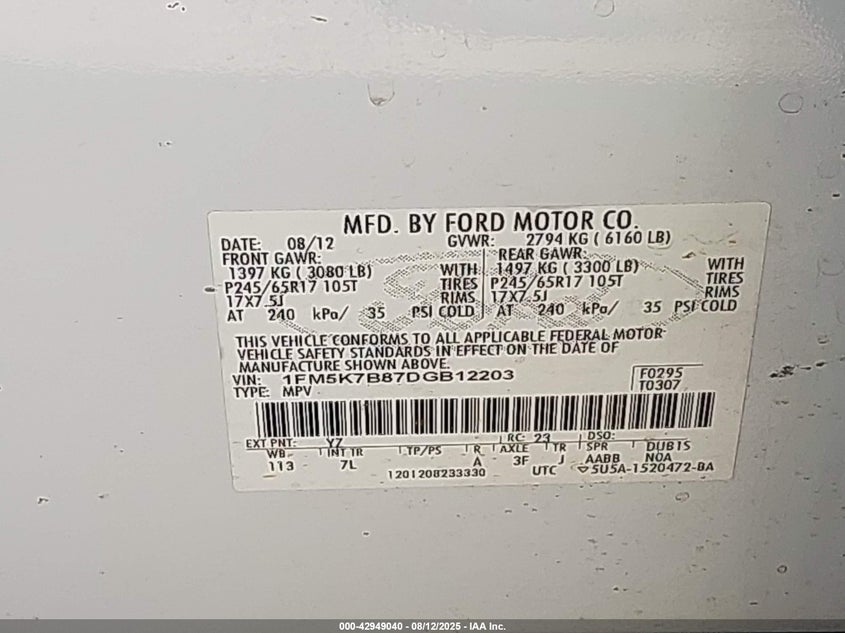 MFD. BY FORD MOTOR CO.
DATE: 08/12 GVWR: 2794 KG ( 6160 LB)
FRONT GAWR: REAR GAWR:
1397 KG ( 3080 LB) WITH 1497 KG ( 3300 LB) WITH
P245/65R17 105T TIRES P245/65R17 105T TIRES
17X7.5J RIMS 17X7.5J RIMS
AT 240 kPa/ 35 PSI COLD AT 240 kPa/ 35 PSI COLD
THIS VEHICLE CONFORMS TO ALL APPLICABLE FEDERAL MOTOR
VEHICLE SAFETY STANDARDS IN EFFECT ON THE DATE OF
MANUFACTURE SHOWN ABOVE.
VIN: 1FM5K7B87DGB12203 F0295
TYPE: MPV T0307
EXT PNT: YZ RC: 23 DSO:
WB INT TR TP/PS R AXLE TR SPR DUB1S
113 7L A 3F J AABB NOA
1201208233330 UTC 5U5A-1520472-BA
000-42949040 - 08/12/2025 - IAA Inc.